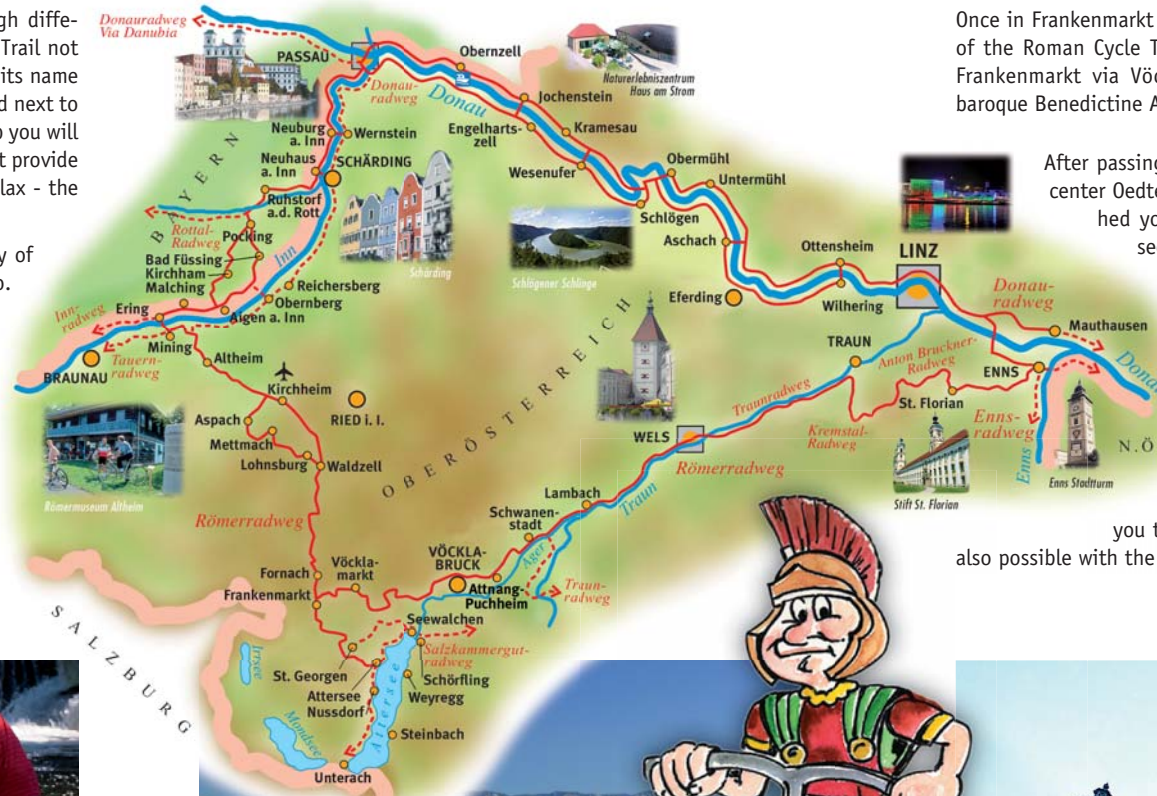 gh diffe-
Trail not
its name
d next to
o you will
t provide
lax - the
y of
o.
Once in Frankenmarkt
of the Roman Cycle T
Frankenmarkt via Vöc
baroque Benedictine A
After passing
center Oedt
hed yo
se
you t
also possible with the
Donauradweg
Via Danubia
PASSAU
Donau-
radweg
Donau
Obernzell
Naturerlebniszentrum
Haus am Strom
Jochenstein
Engelharts-
zell
Kramesau
Wesenufer
Obermühl
Untermühl
Schlögen
Schlögener Schlinge
Aschach
Eferding
Ottensheim
Wilhering
LINZ
Donau-
radweg
Mauthausen
Dona
Neuburg
a. Inn
Wernstein
Neuhaus
a. Inn
SCHÄRDING
Schärding
Ruhstorf
a.d. Rott
BAYERN
Rottal-
Radweg
Pocking
Bad Füssing
Kirchham
Malching
Inn
Reichersberg
Obernberg
Aigen a. Inn
Ering
Inn-
radweg
Mining
Tauern-
radweg
BRAUNAU
Altheim
Kirchheim
RIED i. I.
Aspach
Mettmach
Lohnsburg
Waldzell
Römermuseum Altheim
OBERÖSTERREICH
TRAUN
Anton Bruckner-
Radweg
ENNS
St. Florian
Enns-
radweg
Enns
N.Ö
Enns Stadtturm
Stift St. Florian
Traunradweg
Kremstal-
Radweg
WELS
Römerradweg
Traun
Lambach
Schwanen-
stadt
Ager
Römerradweg
VÖCKLA-
BRUCK
Attnang-
Puchheim
Traun-
radweg
Vöckla-
markt
Fornach
Frankenmarkt
Seewalchen
Salzkammergut-
radweg
Schörfling
St. Georgen
Attersee
Nussdorf
Weyregg
Attersee
Steinbach
Unterach
Irrsee
Mondsee
SALZBURG